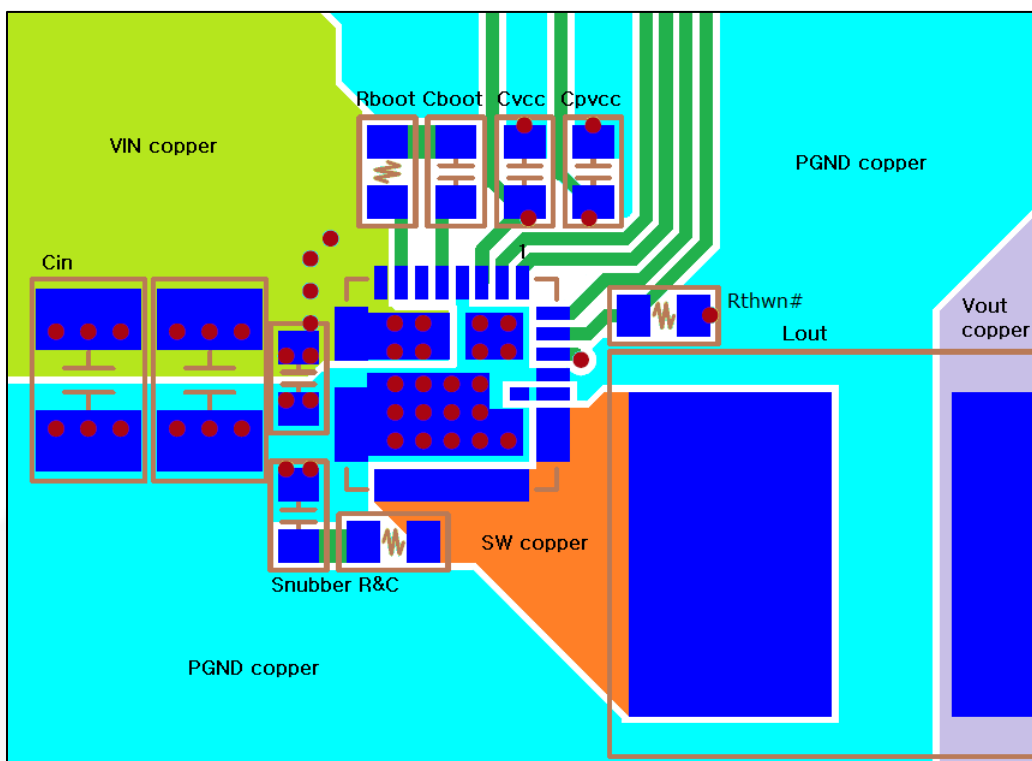 Rboot Cboot Cvcc Cpvcc
VIN copper
PGND copper
1
Cin
Rthwn#
Vout
copper
Lout
SW copper
Snubber R&C
PGND copper